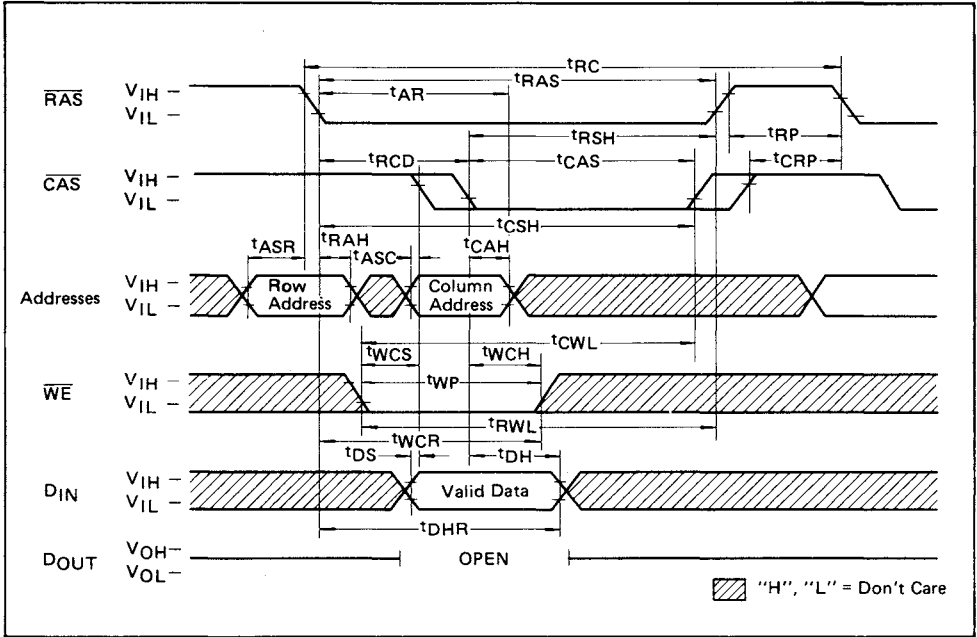 tRC
tRAS
tAR
RAS
VIH –
VIL –
tRSH
tRP
tRCD
tCAS
tCRP
CAS
VIH –
VIL –
tCSH
tASR
tRAH
tASC
tCAH
Addresses
VIH –
VIL –
Row
Address
Column
Address
tCWL
tWCS
tWCH
WE
VIH –
VIL –
tWP
tRWL
tWCR
tDS
tDH
DIN
VIH –
VIL –
Valid Data
tDHR
DOUT
VOH –
VOL –
OPEN
"H", "L" = Don't Care